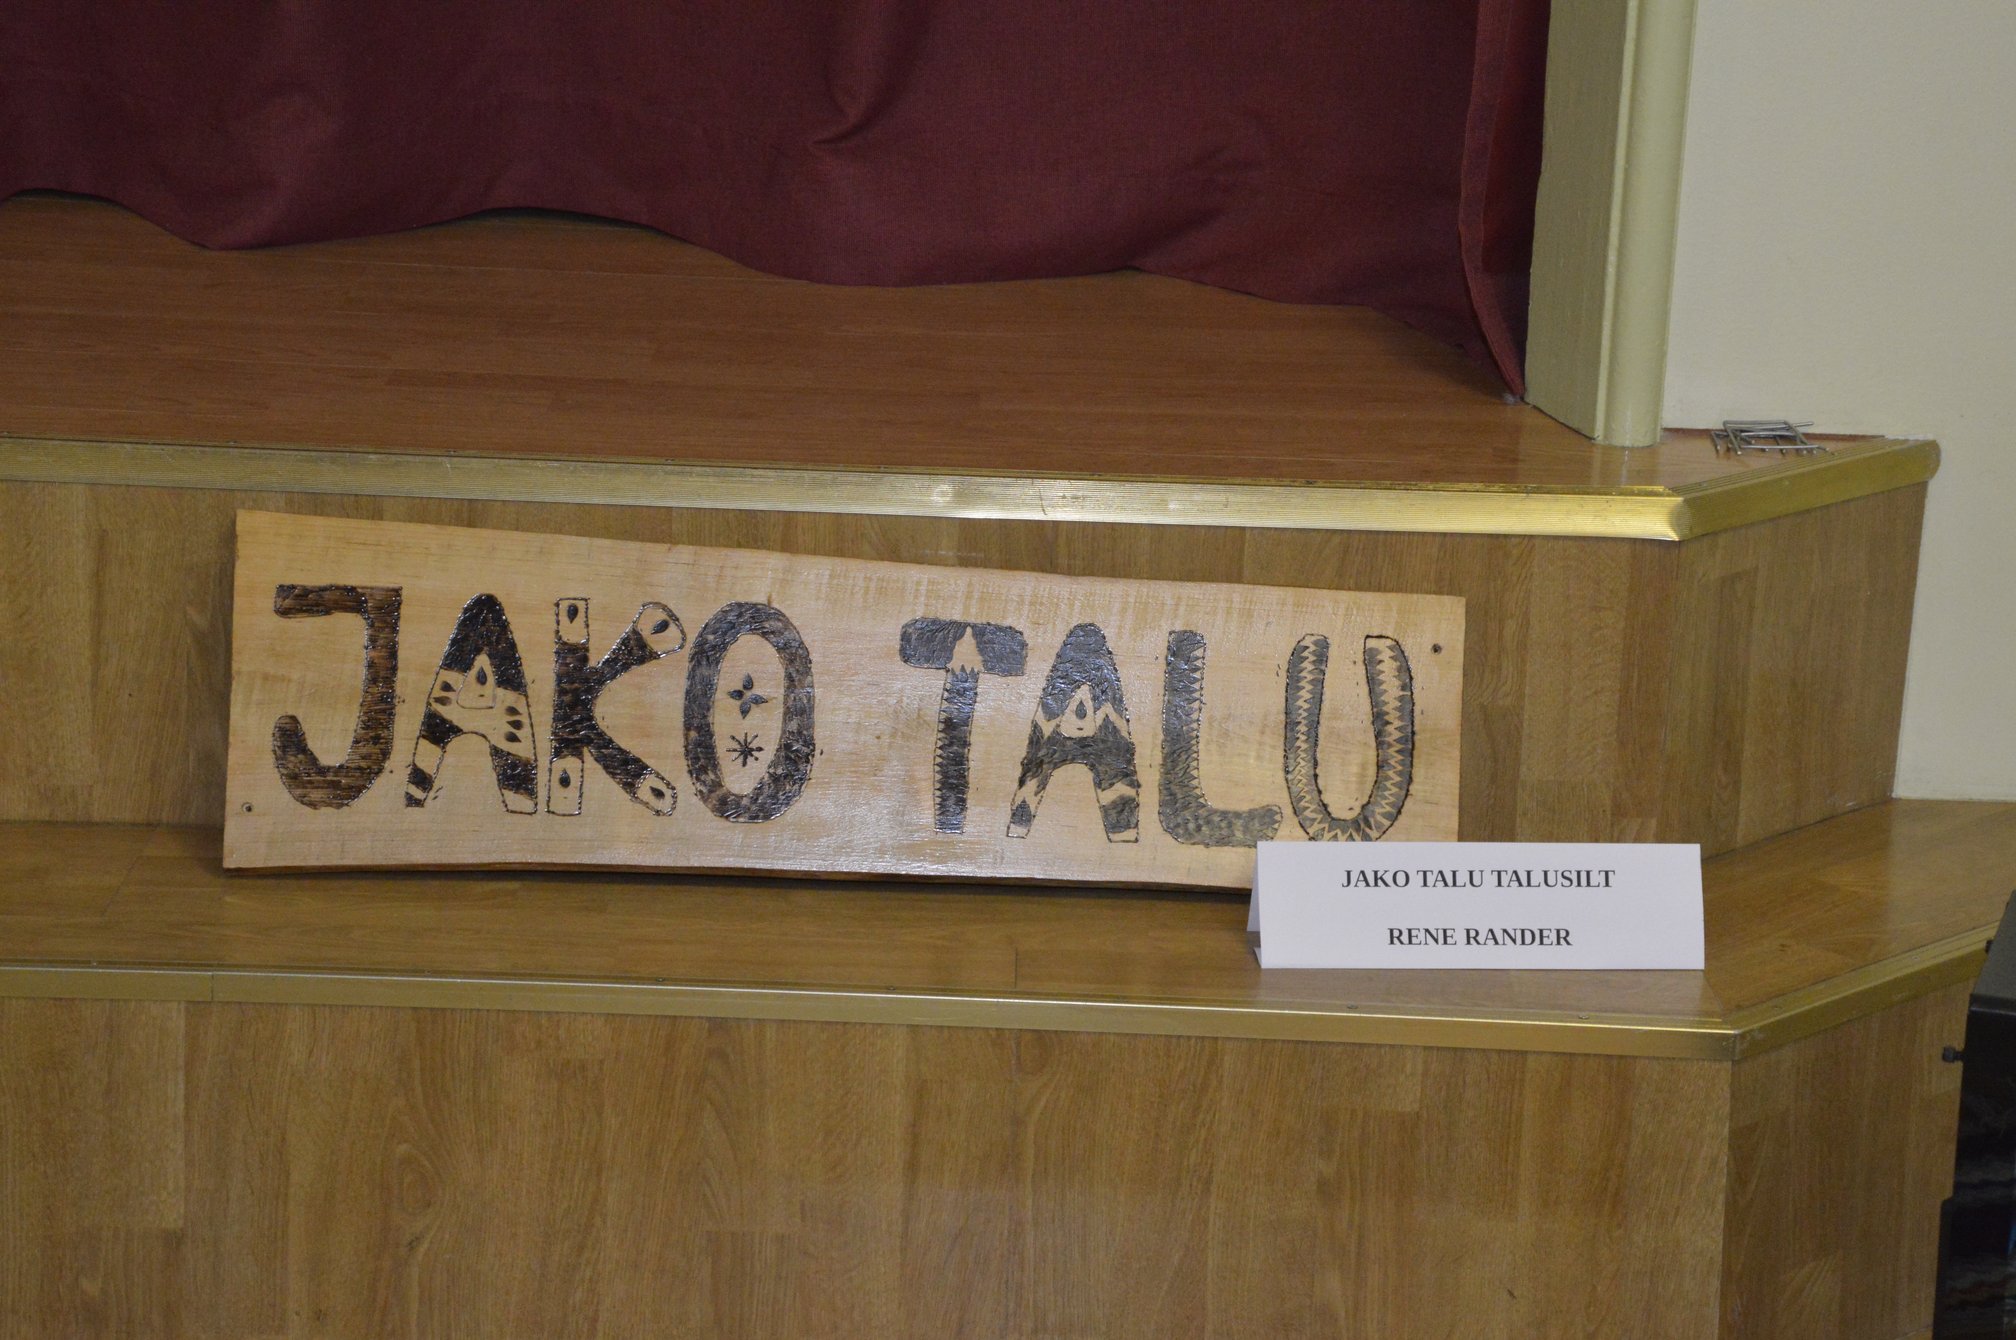 JAKO TALU
JAKO TALU TALUSILT
RENE RANDER